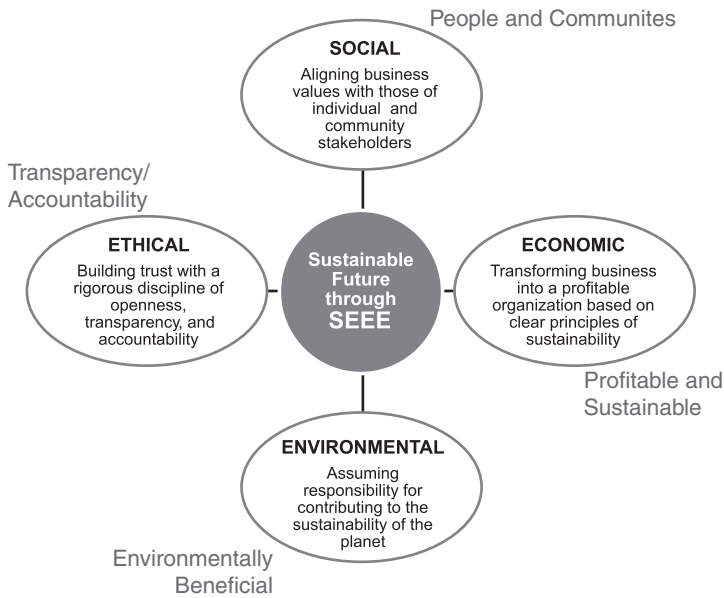 People and Communites
SOCIAL
Aligning business
values with those of
individual and
community
stakeholders
Transparency/
Accountability
ETHICAL
Building trust with a
rigorous discipline of
openness,
transparency, and
accountability
Sustainable
Future
through
SEEE
ECONOMIC
Transforming business
into a profitable
organization based on
clear principles of
sustainability
Profitable and
Sustainable
ENVIRONMENTAL
Assuming
responsibility for
contributing to the
sustainability of the
planet
Environmentally
Beneficial